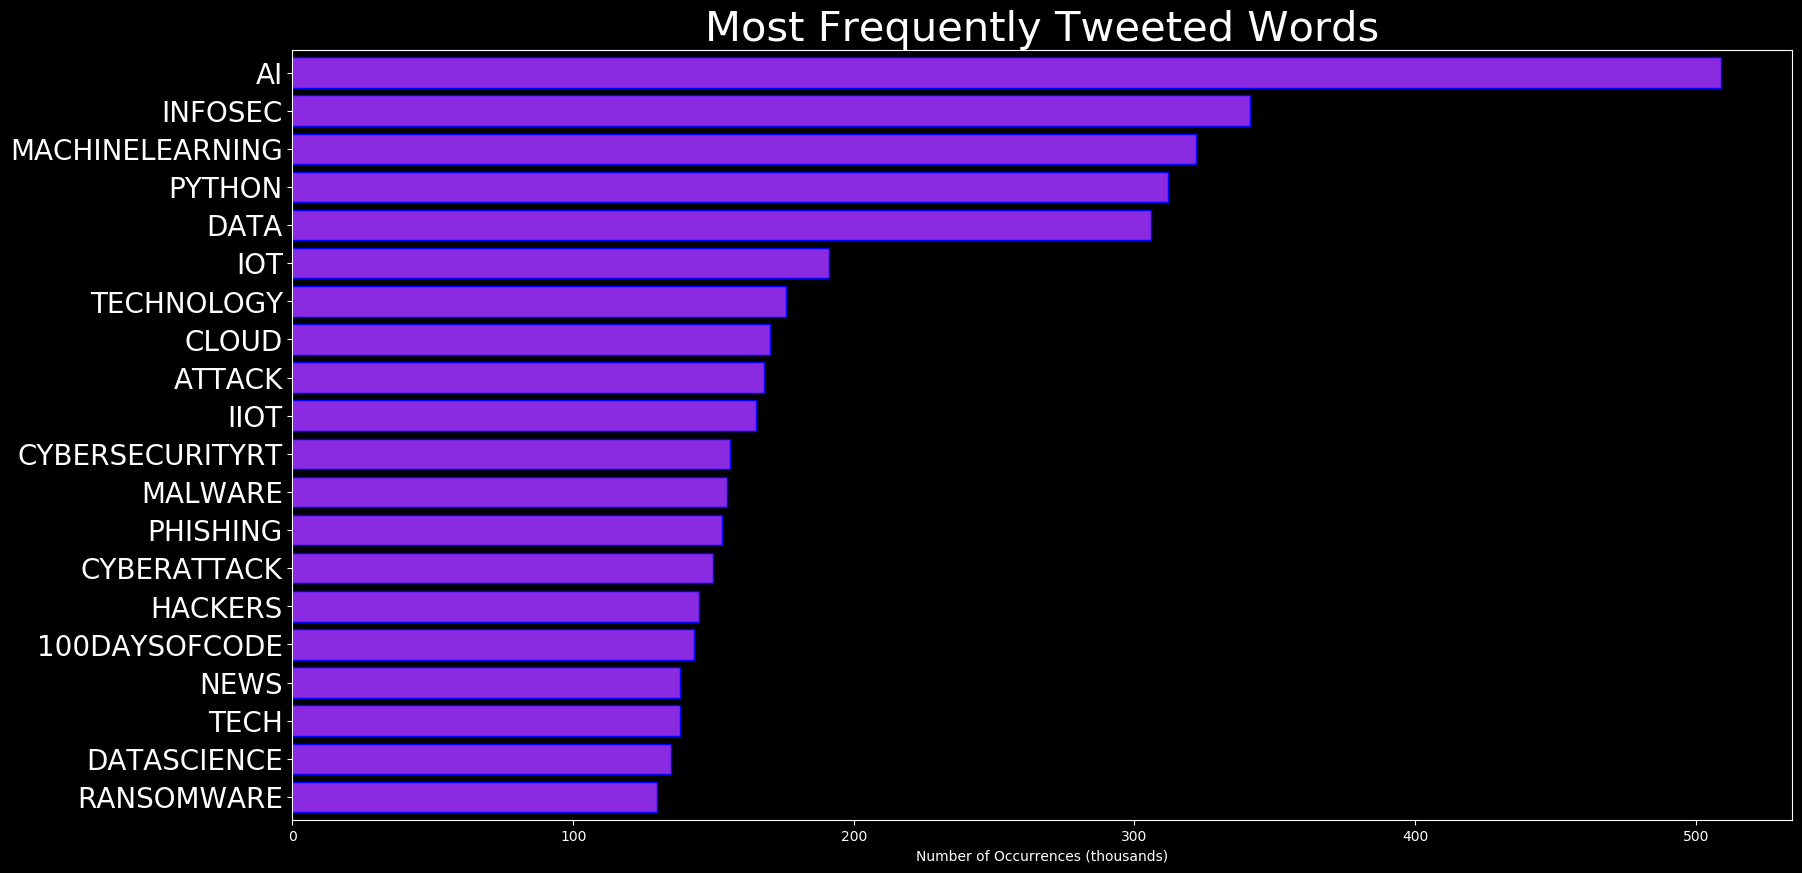 Most Frequently Tweeted Words
AI
INFOSEC
MACHINELEARNING
PYTHON
DATA
IOT
TECHNOLOGY
CLOUD
ATTACK
IIOT
CYBERSECURITYRT
MALWARE
PHISHING
CYBERATTACK
HACKERS
100DAYSOFCODE
NEWS
TECH
DATASCIENCE
RANSOMWARE
0 100 200 300 400 500
Number of Occurrences (thousands)